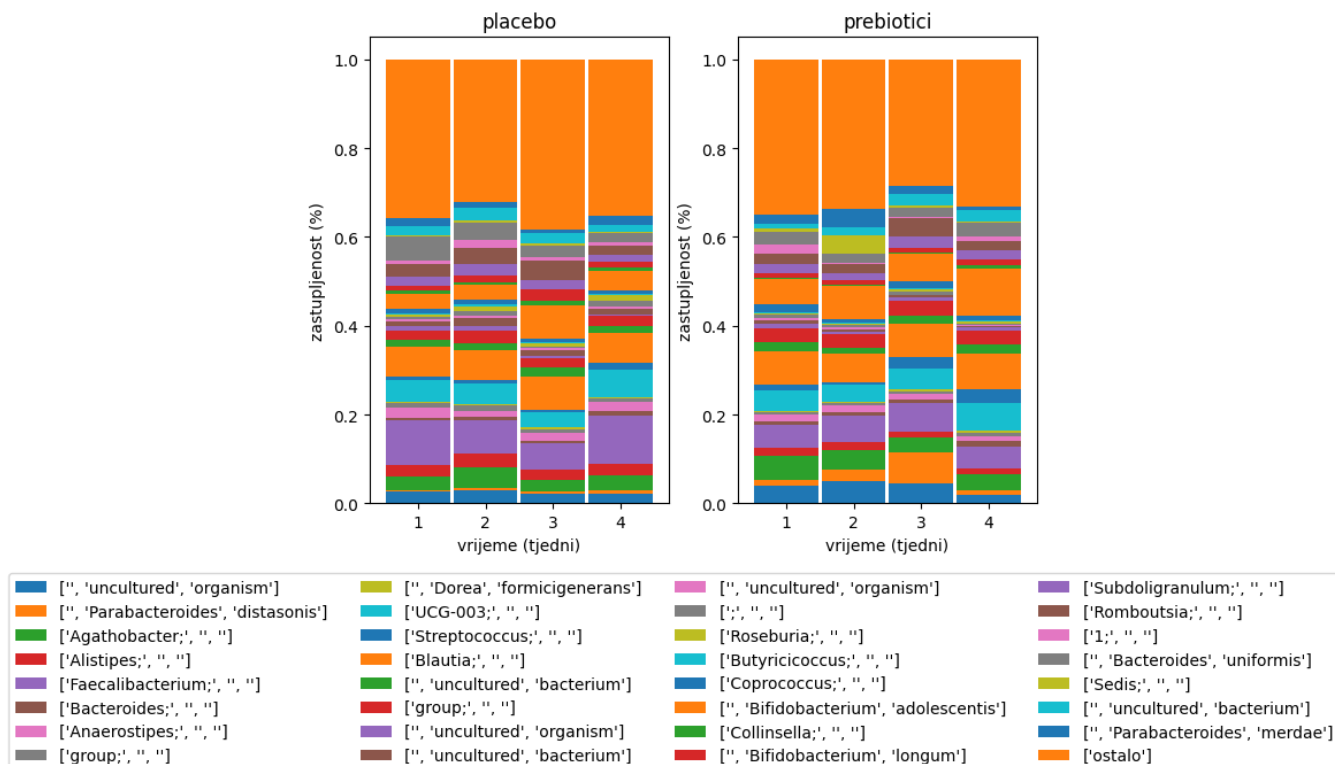 placebo
prebiotici
1.0
0.8
0.6
0.4
0.2
0.0
zastupljenost (%)
1 2 3 4
vrijeme (tjedni)
1.0
0.8
0.6
0.4
0.2
0.0
zastupljenost (%)
1 2 3 4
vrijeme (tjedni)
['', 'uncultured', 'organism']
['', 'Parabacteroides', 'distasonis']
['Agathobacter;', '', '']
['Alistipes;', '', '']
['Faecalibacterium;', '', '']
['Bacteroides;', '', '']
['Anaerostipes;', '', '']
['group;', '', '']
['', 'Dorea', 'formicigenerans']
['UCG-003;', '', '']
['Streptococcus;', '', '']
['Blautia;', '', '']
['', 'uncultured', 'bacterium']
['group;', '', '']
['', 'uncultured', 'organism']
['', 'uncultured', 'bacterium']
['', 'uncultured', 'organism']
[';', '', '']
['Roseburia;', '', '']
['Butyricicoccus;', '', '']
['Coprococcus;', '', '']
['', 'Bifidobacterium', 'adolescentis']
['Collinsella;', '', '']
['', 'Bifidobacterium', 'longum']
['Subdoligranulum;', '', '']
['Romboutsia;', '', '']
['1;', '', '']
['', 'Bacteroides', 'uniformis']
['Sedis;', '', '']
['', 'uncultured', 'bacterium']
['', 'Parabacteroides', 'merdae']
['ostalo']